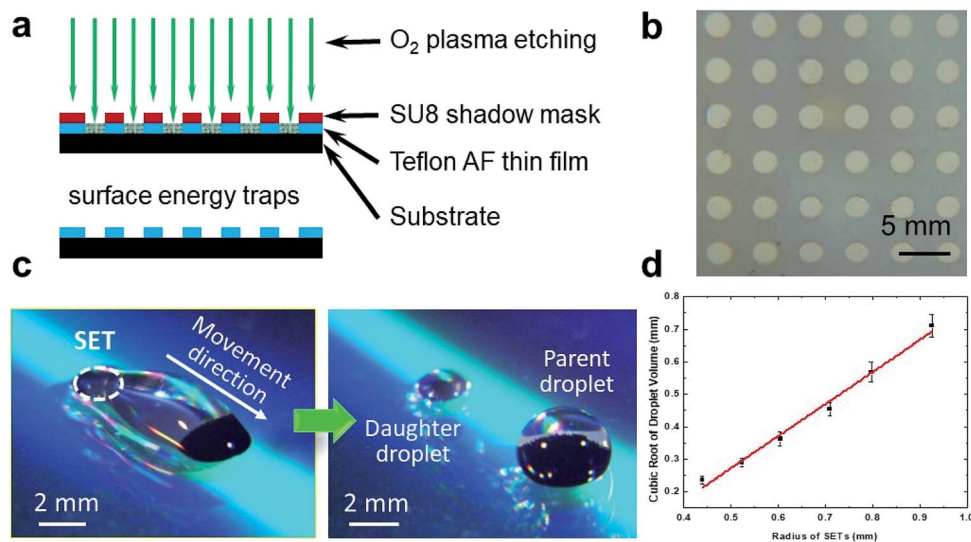 a
O2 plasma etching
SU8 shadow mask
Teflon AF thin film
surface energy traps
Substrate
b
5 mm
c
SET
Movement
direction
2 mm
Parent
droplet
Daughter
droplet
2 mm
d
Cubic Root of Droplet Volume (mm)
0.8
0.7
0.6
0.5
0.4
0.3
0.2
0.4
0.5
0.6
0.7
0.8
0.9
1.0
Radius of SETs (mm)